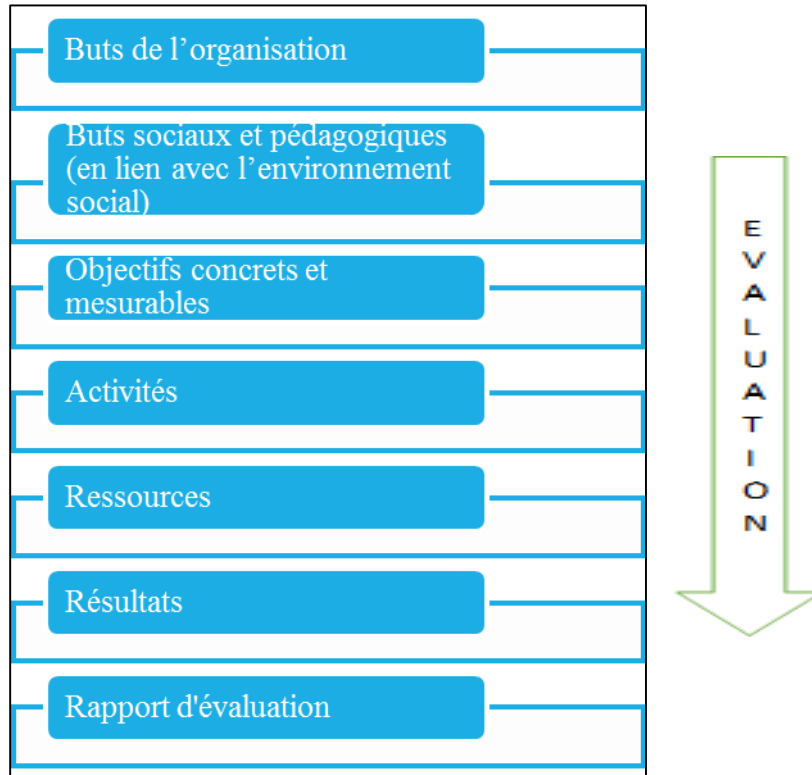 Buts de l’organisation
Buts sociaux et pédagogiques
(en lien avec l’environnement
social)
Objectifs concrets et
mesurables
Activités
Ressources
Résultats
Rapport d'évaluation
E
V
A
L
U
A
T
I
O
N